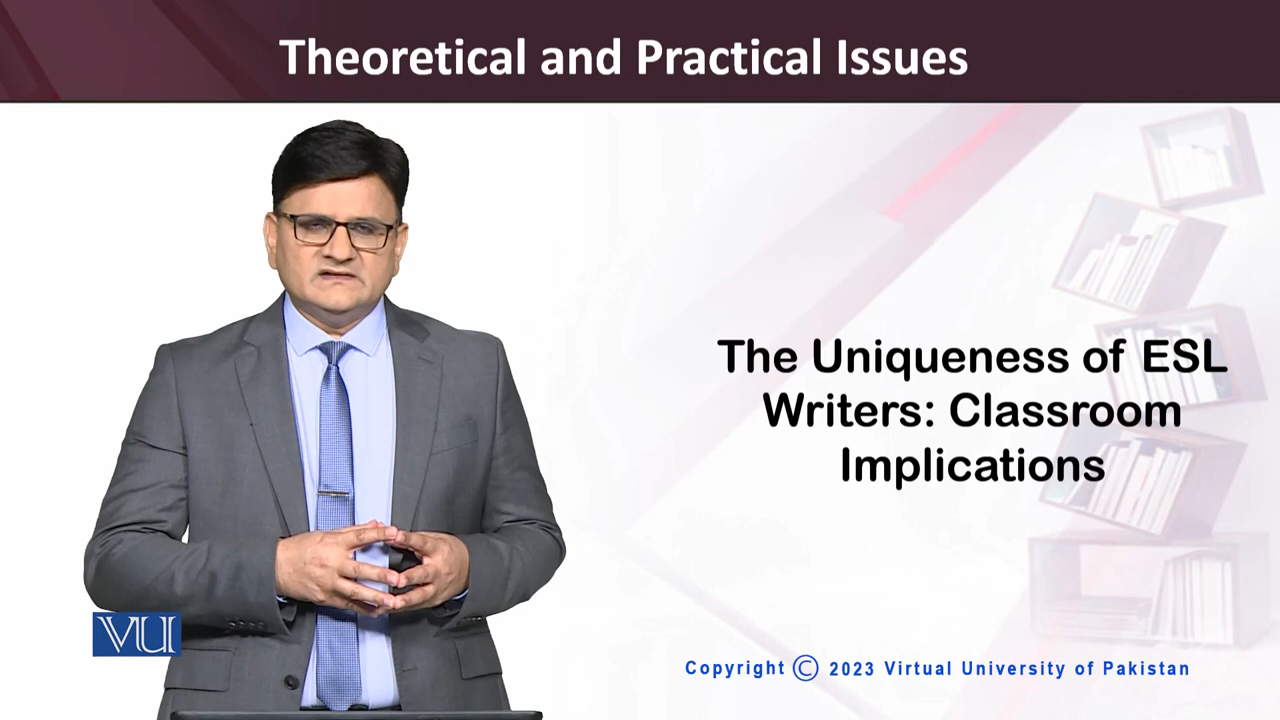 Theoretical and Practical Issues
The Uniqueness of ESL
Writers: Classroom
Implications
VU
Copyright © 2023 Virtual University of Pakistan